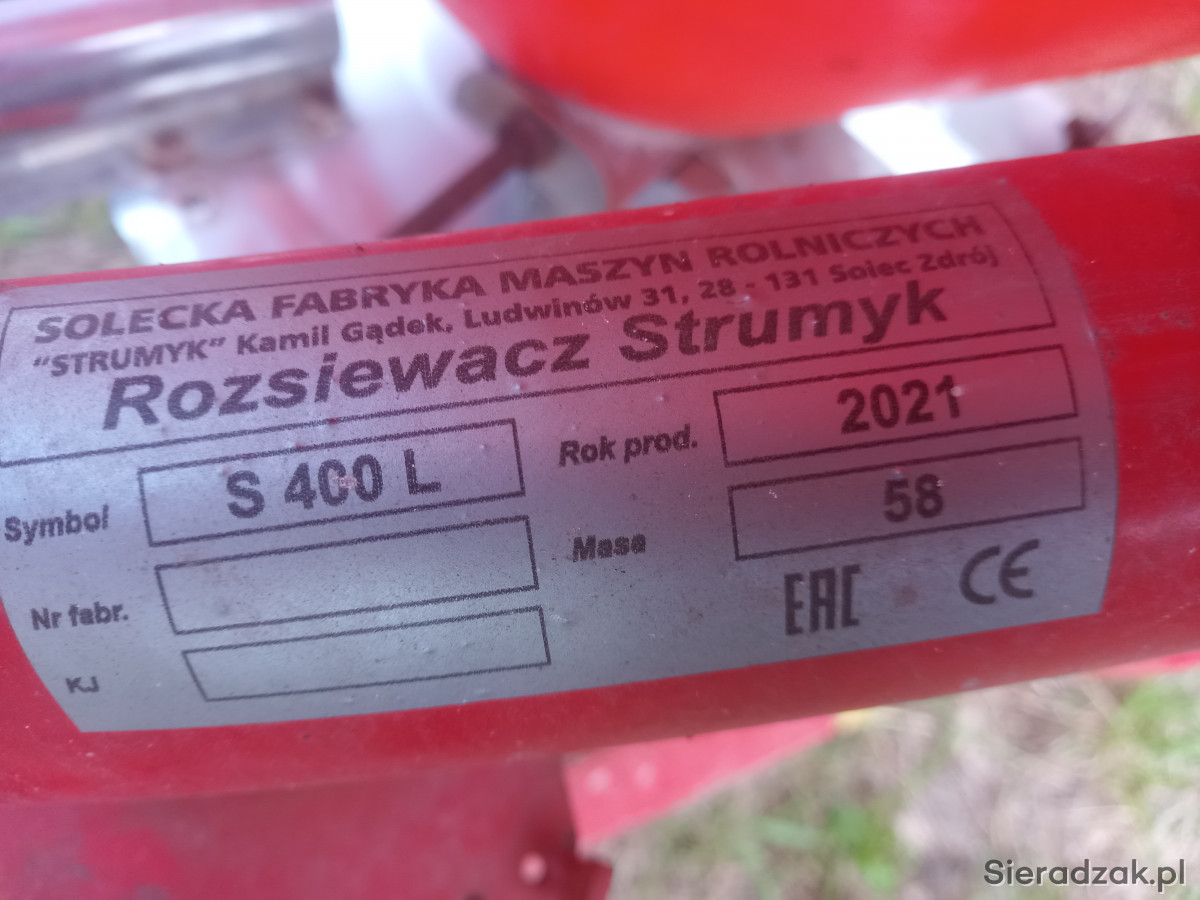 SOLECKA FABRYKA MASZYN ROLNICZYCH
"STRUMYK" Kamil Gądek, Ludwinów 31, 28 - 131 Solec Zdrój
Rozsiewacz Strumyk
Symbol S 400 L
Rok prod. 2021
Nr fabr.
Masa 58
KJ
EAC CE
Sieradzak.pl